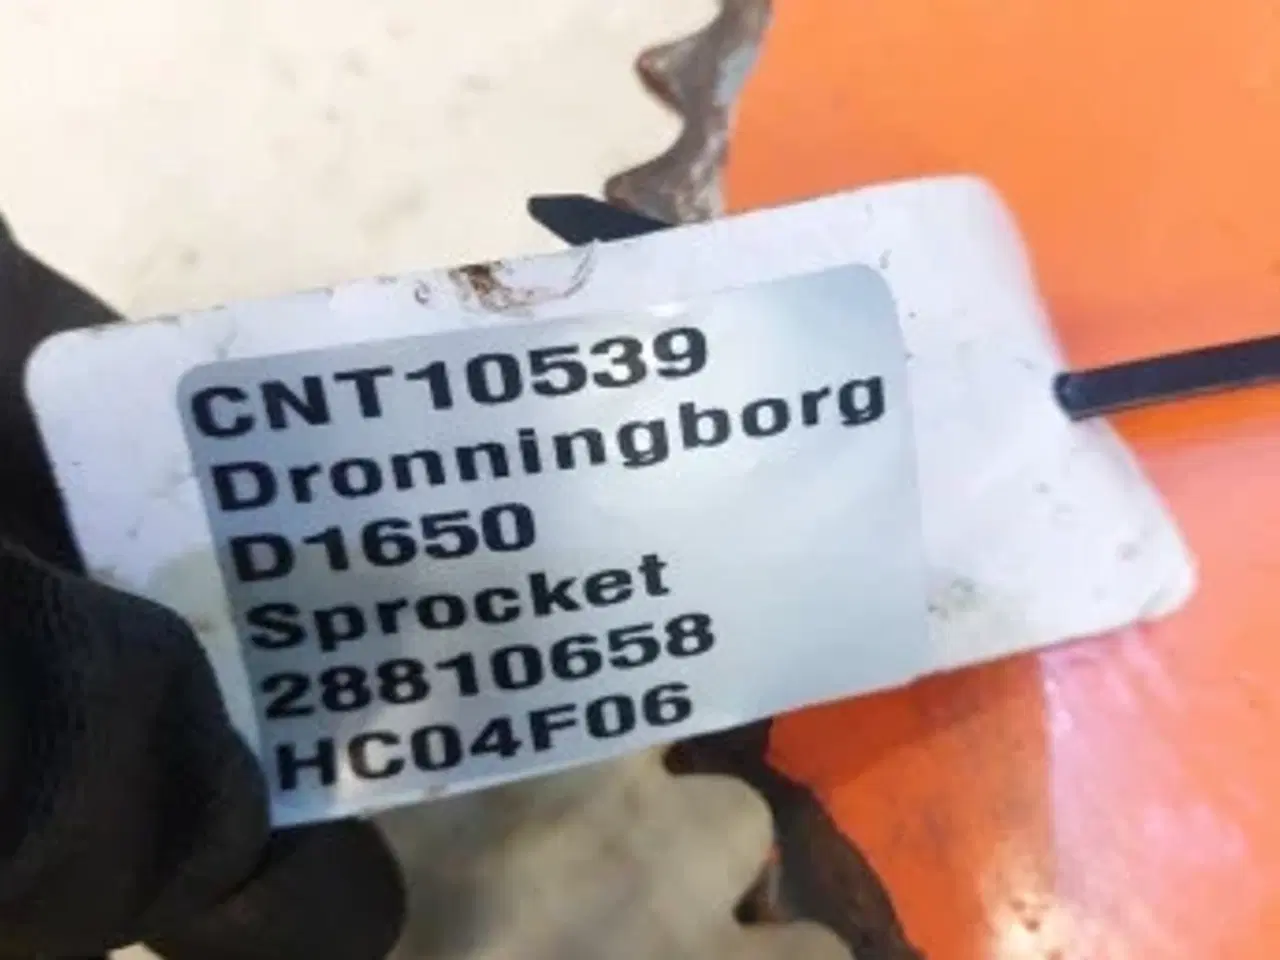 CNT10539
Dronningborg
D1650
Sprocket
28810658
HC04F06